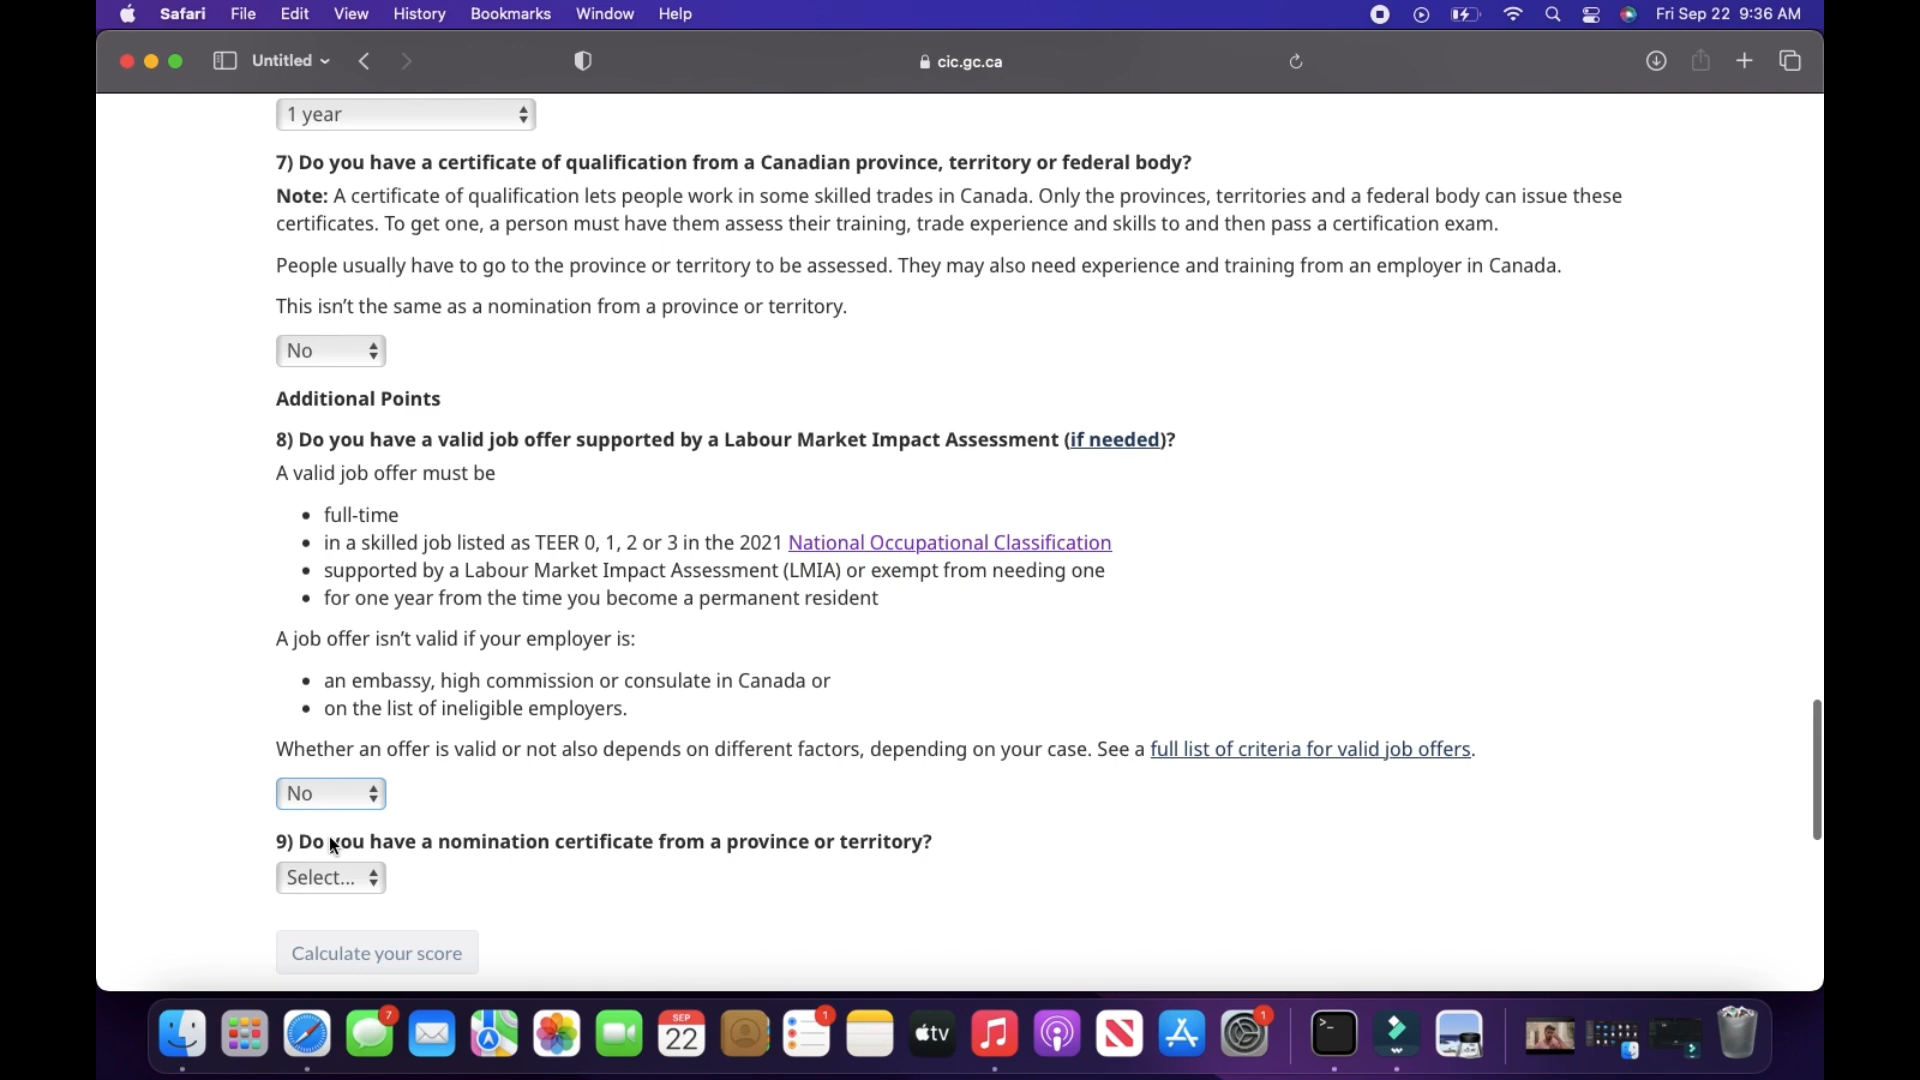 Safari File Edit View History Bookmarks Window Help Fri Sep 22 9:36 AM
Untitled cic.gc.ca
1 year
7) Do you have a certificate of qualification from a Canadian province, territory or federal body?
Note: A certificate of qualification lets people work in some skilled trades in Canada. Only the provinces, territories and a federal body can issue these
certificates. To get one, a person must have them assess their training, trade experience and skills to and then pass a certification exam.
People usually have to go to the province or territory to be assessed. They may also need experience and training from an employer in Canada.
This isn't the same as a nomination from a province or territory.
No
Additional Points
8) Do you have a valid job offer supported by a Labour Market Impact Assessment (if needed)?
A valid job offer must be
• full-time
• in a skilled job listed as TEER 0, 1, 2 or 3 in the 2021 National Occupational Classification
• supported by a Labour Market Impact Assessment (LMIA) or exempt from needing one
• for one year from the time you become a permanent resident
A job offer isn't valid if your employer is:
• an embassy, high commission or consulate in Canada or
• on the list of ineligible employers.
Whether an offer is valid or not also depends on different factors, depending on your case. See a full list of criteria for valid job offers.
No
9) Do you have a nomination certificate from a province or territory?
Select...
Calculate your score
7 SEP 22 1 tv 1